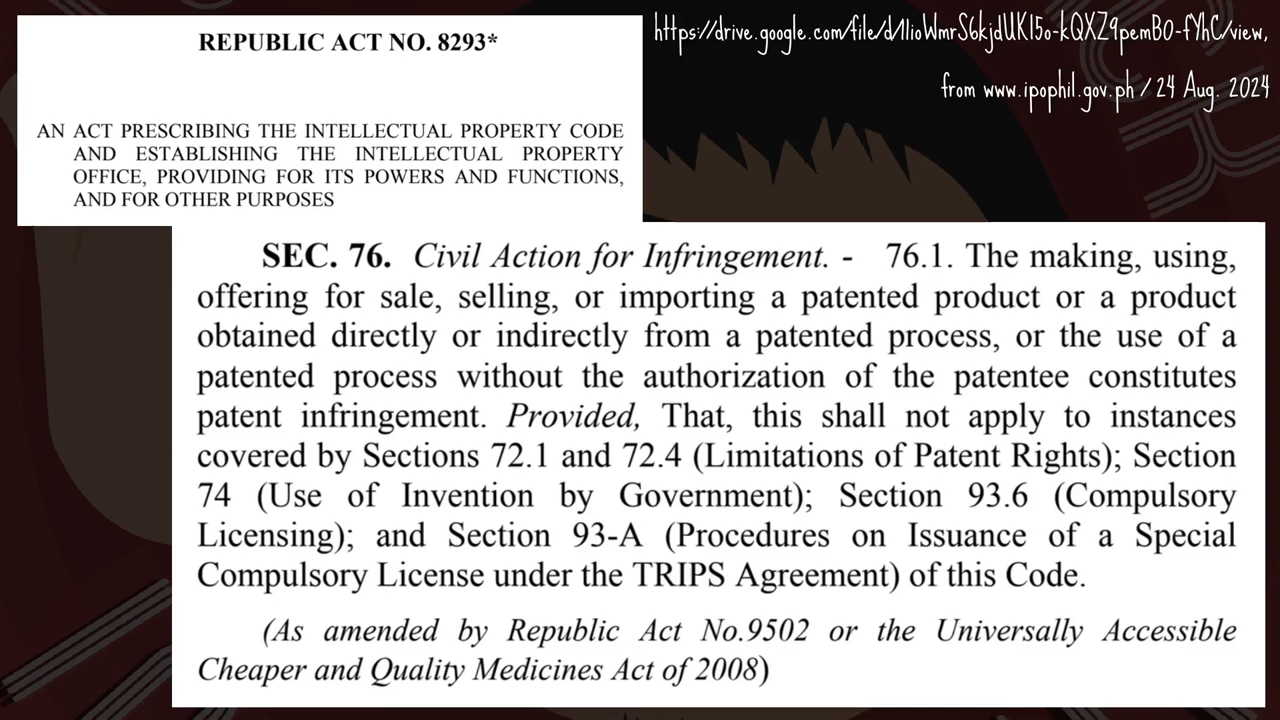 REPUBLIC ACT NO. 8293*
https://drive.google.com/file/d/1ioWmrS6kjdUKI5o-kQXZ9pemBO-fYhC/view,
from www.ipophil.gov.ph / 24 Aug. 2024
AN ACT PRESCRIBING THE INTELLECTUAL PROPERTY CODE
AND ESTABLISHING THE INTELLECTUAL PROPERTY
OFFICE, PROVIDING FOR ITS POWERS AND FUNCTIONS,
AND FOR OTHER PURPOSES
SEC. 76. Civil Action for Infringement. - 76.1. The making, using,
offering for sale, selling, or importing a patented product or a product
obtained directly or indirectly from a patented process, or the use of a
patented process without the authorization of the patentee constitutes
patent infringement. Provided, That, this shall not apply to instances
covered by Sections 72.1 and 72.4 (Limitations of Patent Rights); Section
74 (Use of Invention by Government); Section 93.6 (Compulsory
Licensing); and Section 93-A (Procedures on Issuance of a Special
Compulsory License under the TRIPS Agreement) of this Code.
(As amended by Republic Act No.9502 or the Universally Accessible
Cheaper and Quality Medicines Act of 2008)